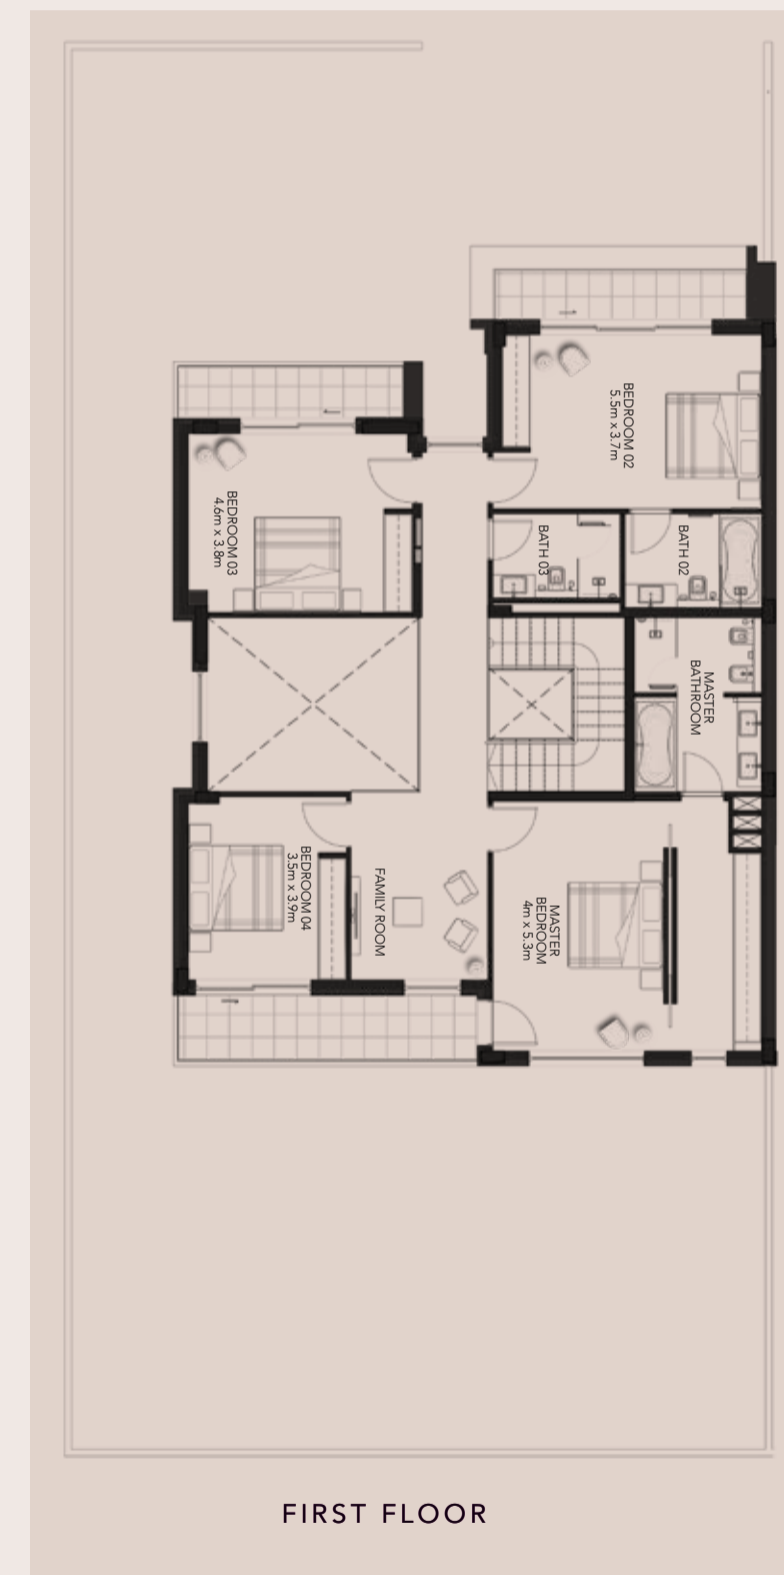 BEDROOM 02
5.5m x 3.7m
BEDROOM 03
4.6m x 3.8m
BATH 03
BATH 02
MASTER
BATHROOM
BEDROOM 04
3.5m x 3.9m
FAMILY ROOM
MASTER
BEDROOM
4m x 5.3m
FIRST FLOOR